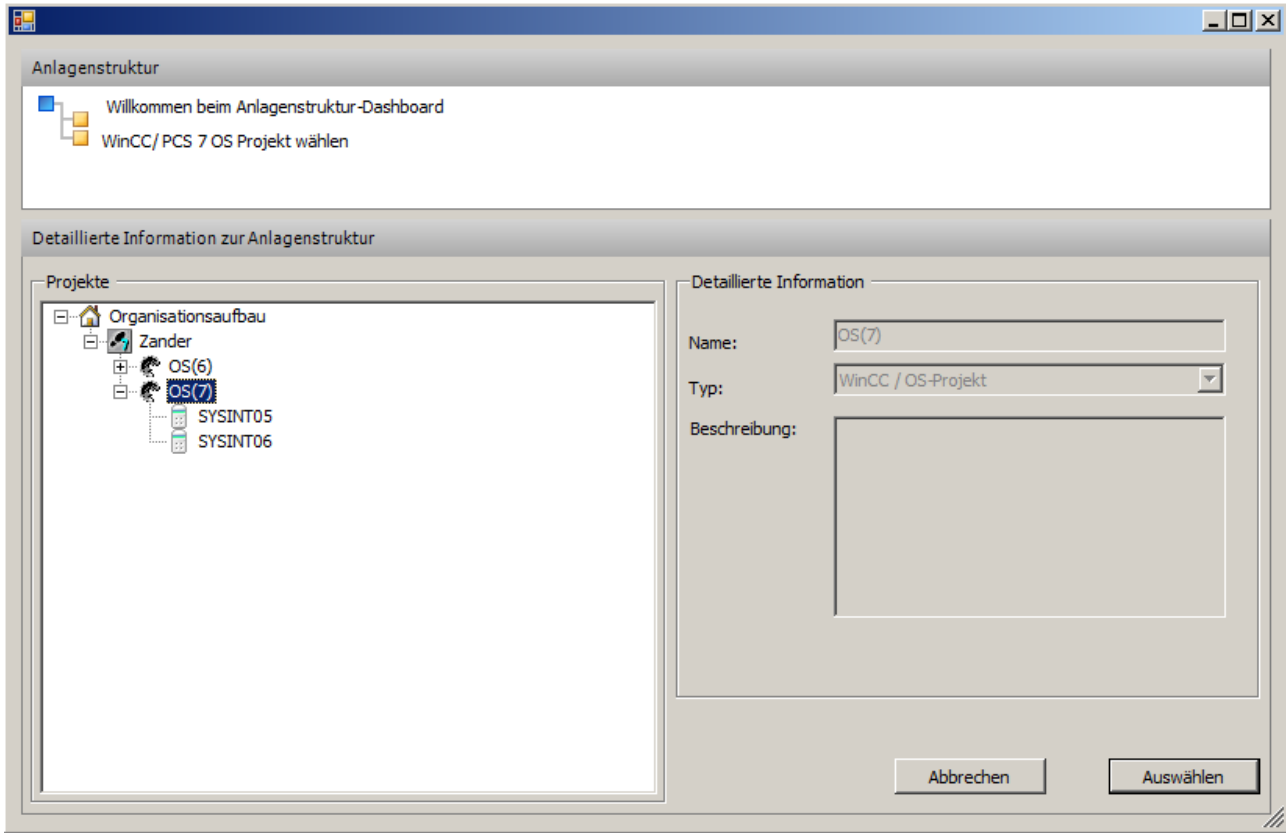 Anlagenstruktur
Willkommen beim Anlagenstruktur-Dashboard
WinCC/ PCS 7 OS Projekt wählen
Detaillierte Information zur Anlagenstruktur
Projekte
Organisationsaufbau
Zander
OS(6)
OS(7)
SYSINT05
SYSINT06
Detaillierte Information
Name: OS(7)
Typ: WinCC / OS-Projekt
Beschreibung:
Abbrechen Auswählen